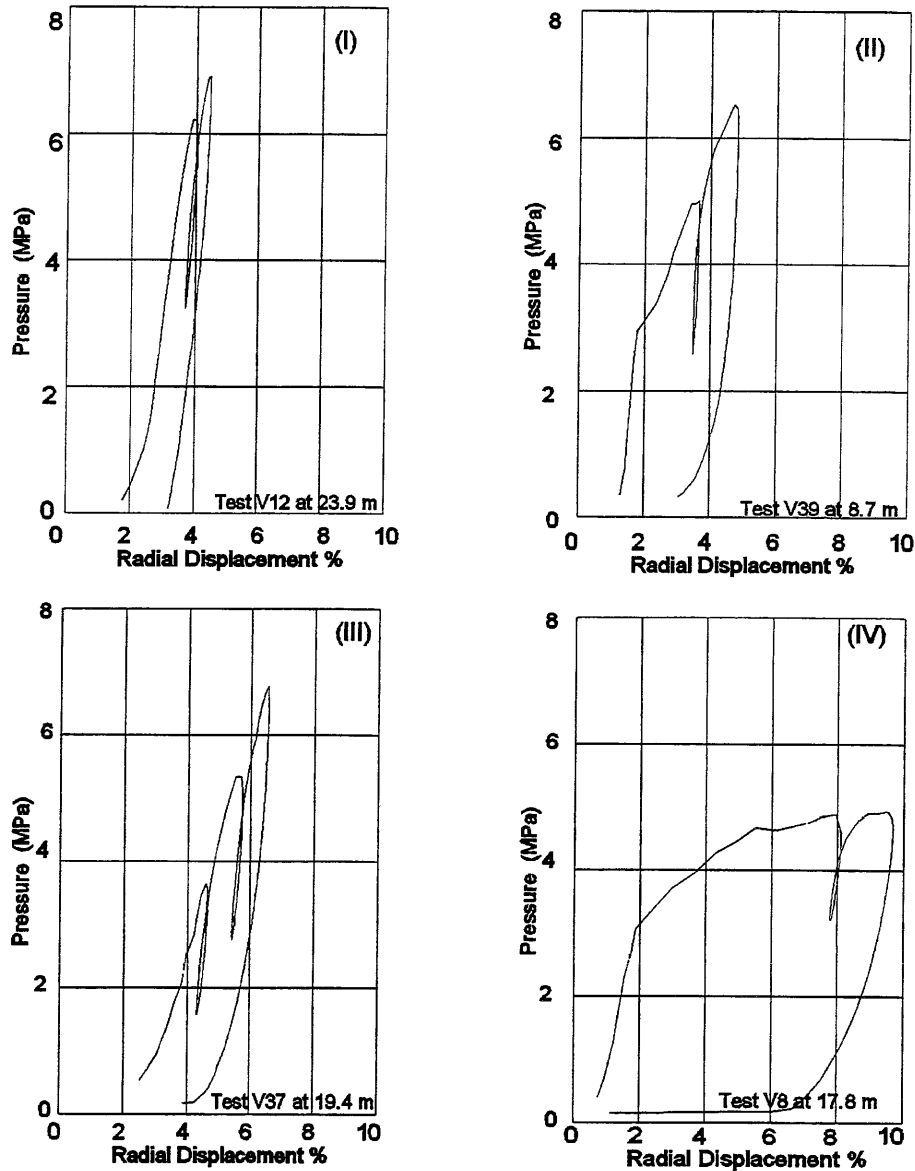 (I)
8
6
4
2
0
Pressure (MPa)
Test V12 at 23.9 m
0 2 4 6 8 10
Radial Displacement %
(II)
8
6
4
2
0
Pressure (MPa)
Test V39 at 8.7 m
0 2 4 6 8 10
Radial Displacement %
(III)
8
6
4
2
0
Pressure (MPa)
Test V37 at 19.4 m
0 2 4 6 8 10
Radial Displacement %
(IV)
8
6
4
2
0
Pressure (MPa)
Test V8 at 17.8 m
0 2 4 6 8 10
Radial Displacement %